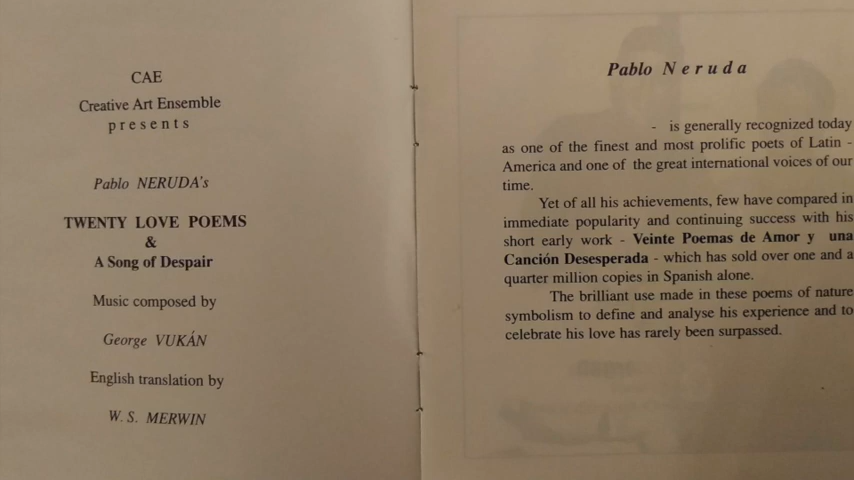 CAE
Creative Art Ensemble
presents
Pablo NERUDA's
TWENTY LOVE POEMS
&
A Song of Despair
Music composed by
George VUKÁN
English translation by
W. S. MERWIN
Pablo Neruda
- is generally recognized today
as one of the finest and most prolific poets of Latin -
America and one of the great international voices of our
time.
Yet of all his achievements, few have compared in
immediate popularity and continuing success with his
short early work - Veinte Poemas de Amor y una
Canción Desesperada - which has sold over one and a
quarter million copies in Spanish alone.
The brilliant use made in these poems of nature
symbolism to define and analyse his experience and to
celebrate his love has rarely been surpassed.